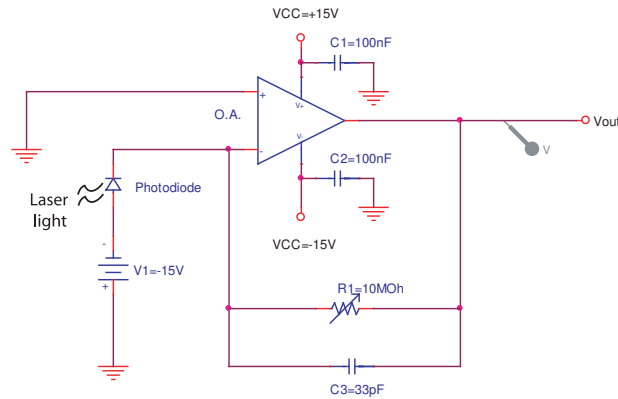 VCC=+15V
C1=100nF
+
V+
O.A.
Vout
V
V-
-
C2=100nF
Laser
light
Photodiode
VCC=-15V
-
V1=-15V
+
R1=10MOh
C3=33pF